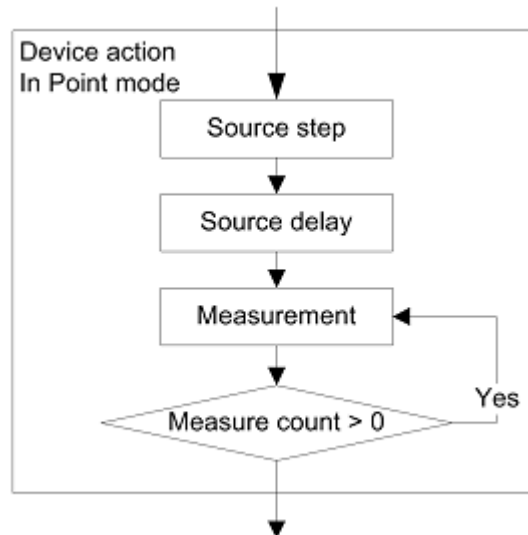 Device action
In Point mode
Source step
Source delay
Measurement
Yes
Measure count > 0